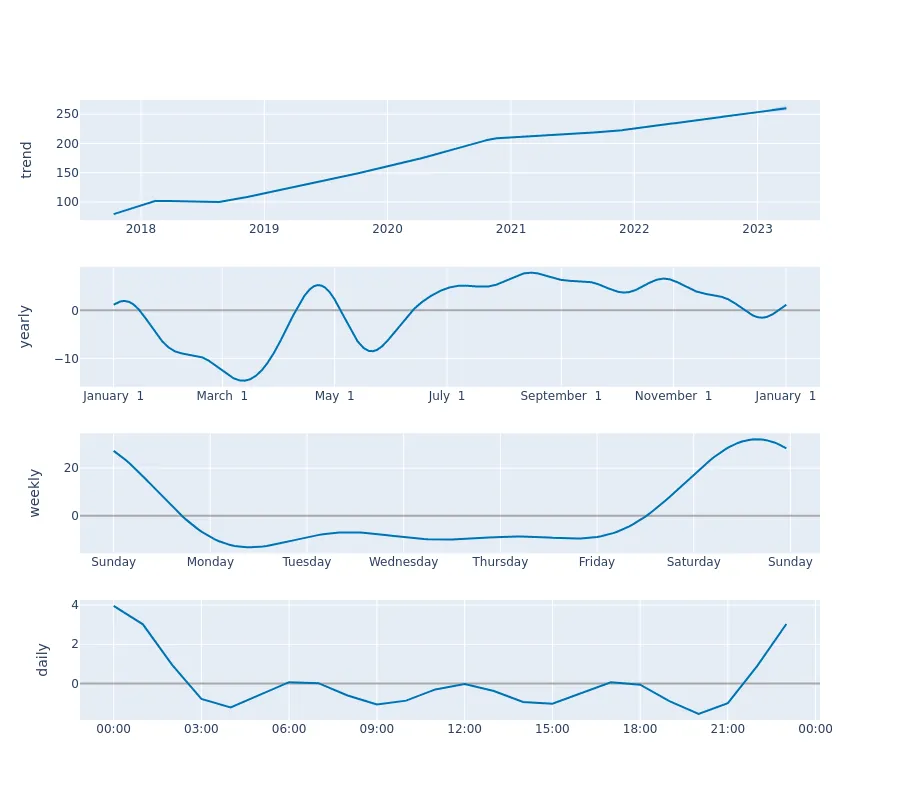 trend
250
200
150
100
2018 2019 2020 2021 2022 2023
yearly
0
−10
January 1 March 1 May 1 July 1 September 1 November 1 January 1
weekly
20
0
Sunday Monday Tuesday Wednesday Thursday Friday Saturday Sunday
daily
4
2
0
00:00 03:00 06:00 09:00 12:00 15:00 18:00 21:00 00:00